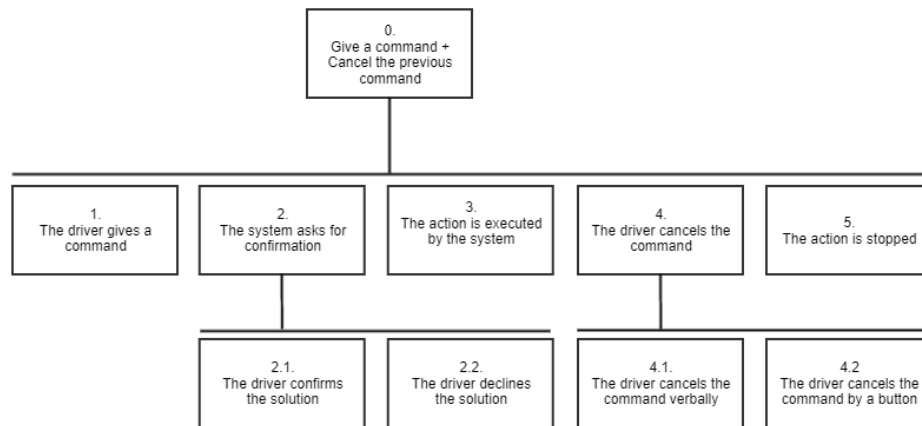 0.
Give a command +
Cancel the previous
command
1.
The driver gives a
command
2.
The system asks for
confirmation
3.
The action is executed
by the system
4.
The driver cancels the
command
5.
The action is stopped
2.1.
The driver confirms
the solution
2.2.
The driver declines
the solution
4.1.
The driver cancels the
command verbally
4.2
The driver cancels the
command by a button